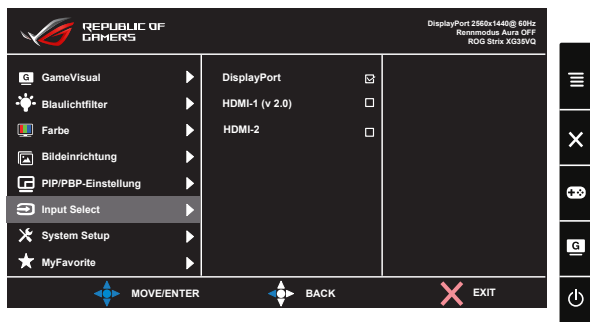 REPUBLIC OF
GAMERS
DisplayPort 2560x1440@ 60Hz
Rennmodus Aura OFF
ROG Strix XG35VQ
G GameVisual
Blaulichtfilter
Farbe
Bildeinrichtung
PIP/PBP-Einstellung
Input Select
System Setup
MyFavorite
DisplayPort
HDMI-1 (v 2.0)
HDMI-2
MOVE/ENTER
BACK
EXIT
G